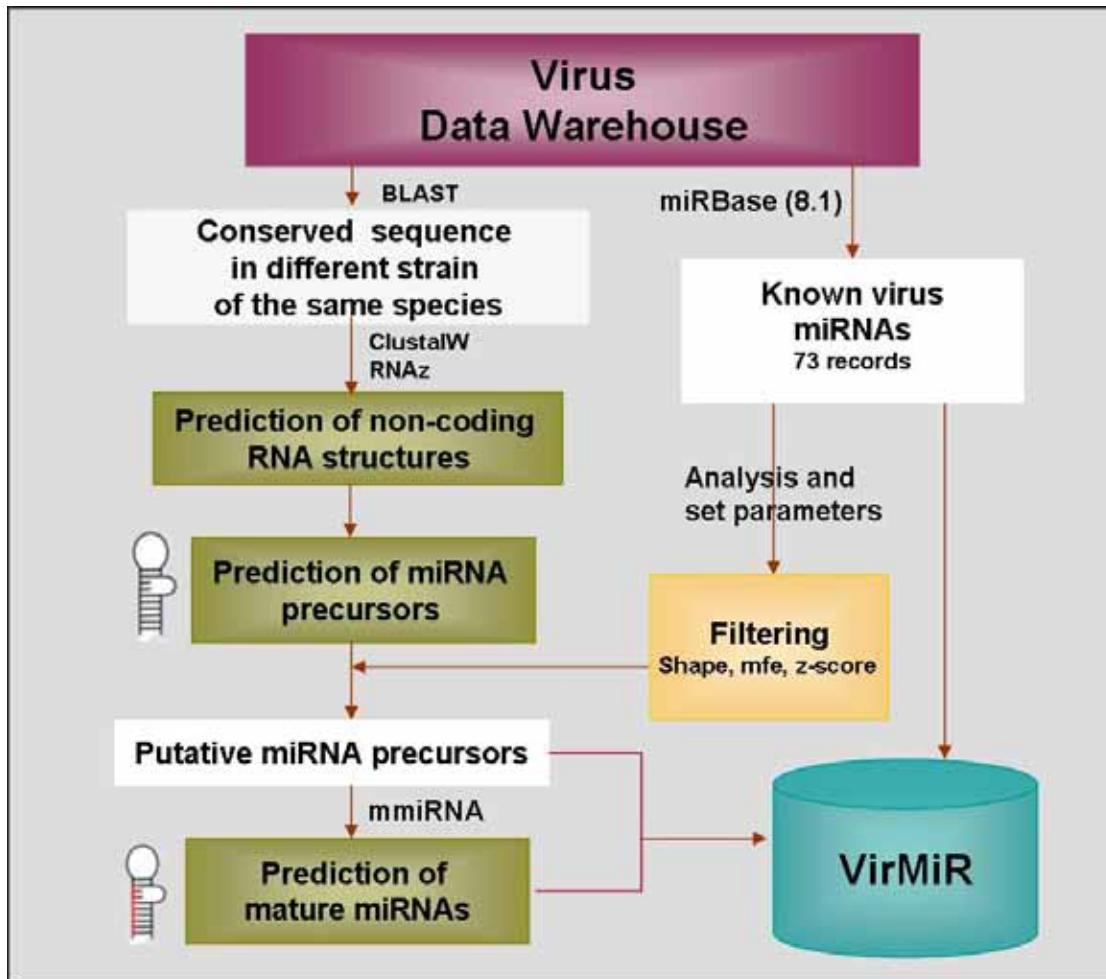 Virus
Data Warehouse
BLAST
miRBase (8.1)
Conserved sequence
in different strain
of the same species
Known virus
miRNAs
73 records
ClustalW
RNAz
Prediction of non-coding
RNA structures
Analysis and
set parameters
Prediction of miRNA
precursors
Filtering
Shape, mfe, z-score
Putative miRNA precursors
mmiRNA
Prediction of
mature miRNAs
VirMiR